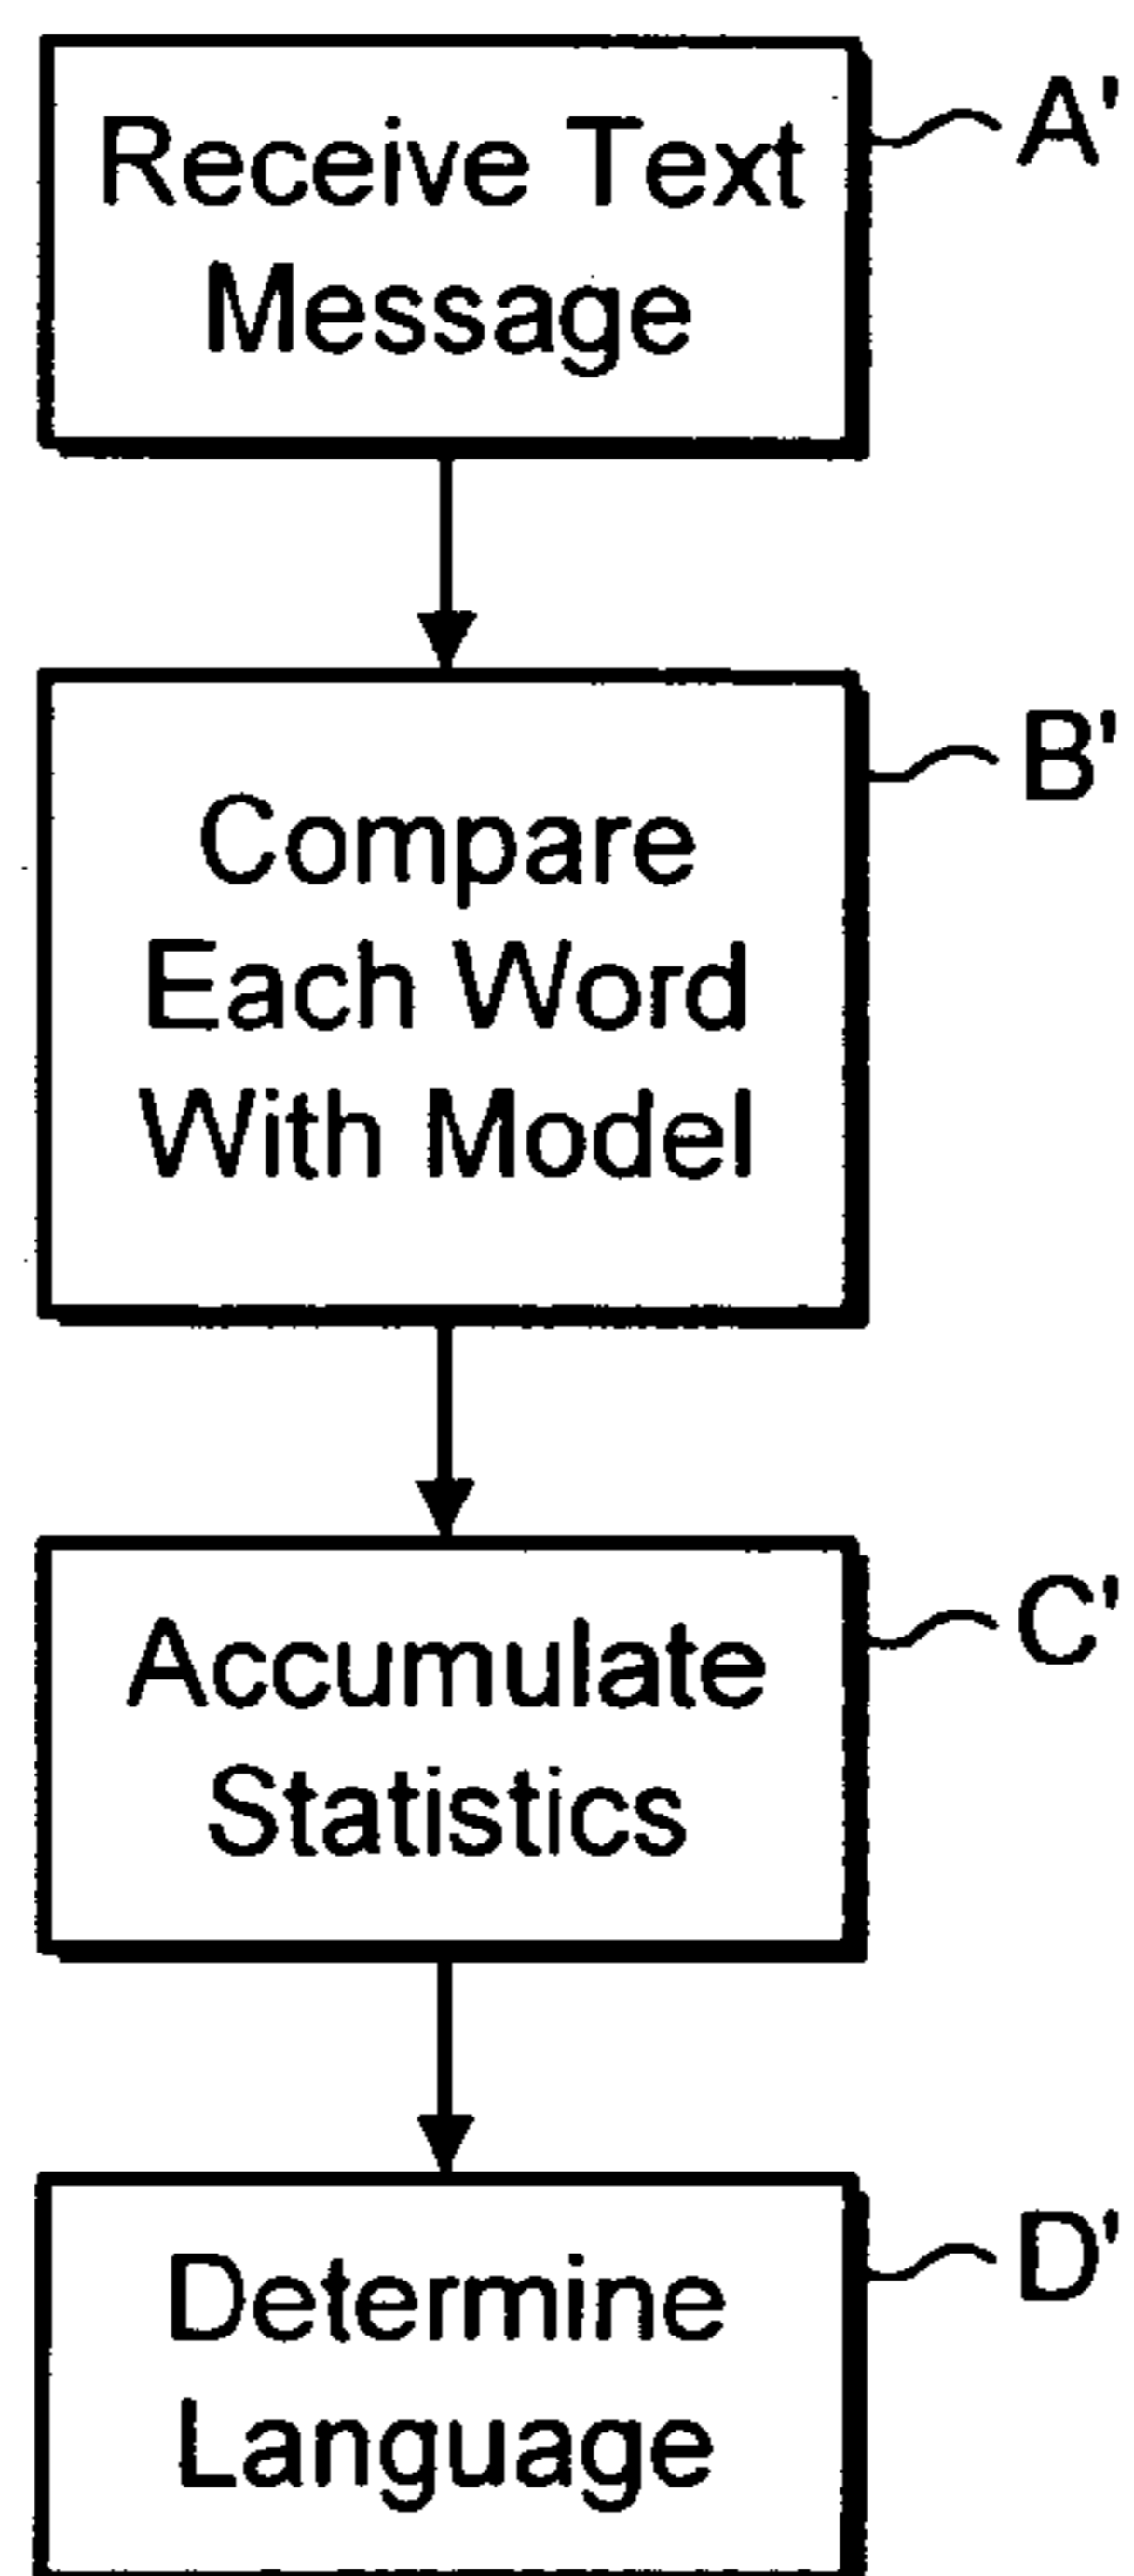 Receive Text
Message
A'
Compare
Each Word
With Model
B'
Accumulate
Statistics
C'
Determine
Language
D'